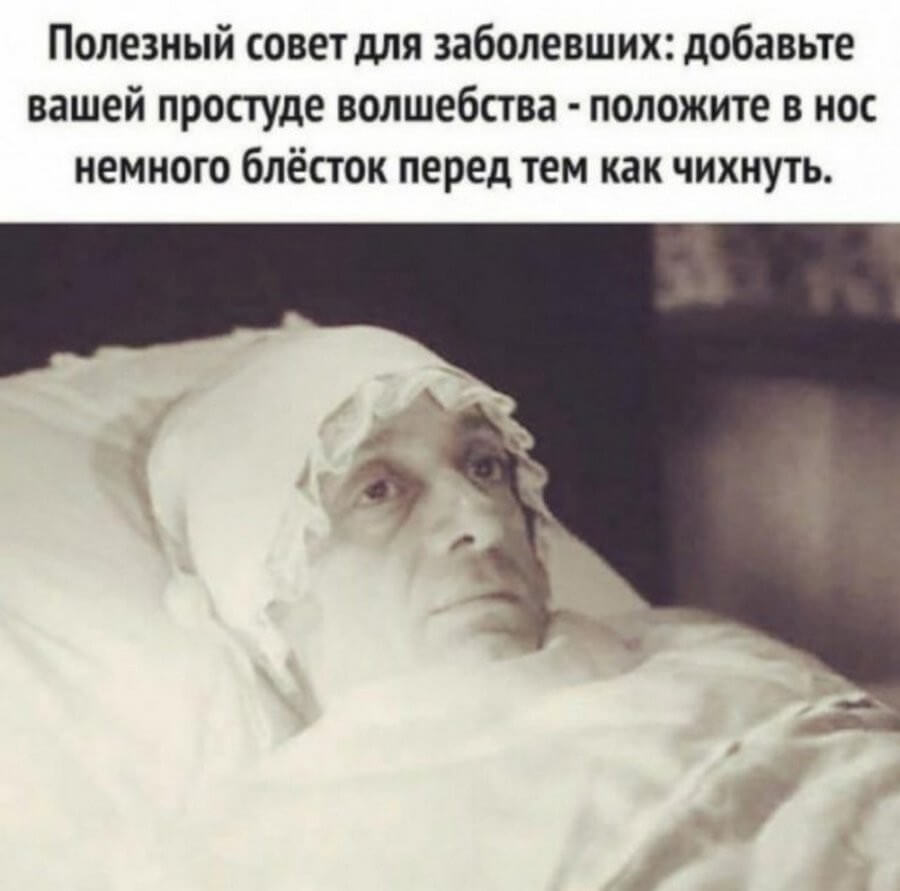 Полезный совет для заболевших: добавьте
вашей простуде волшебства - положите в нос
немного блёсток перед тем как чихнуть.